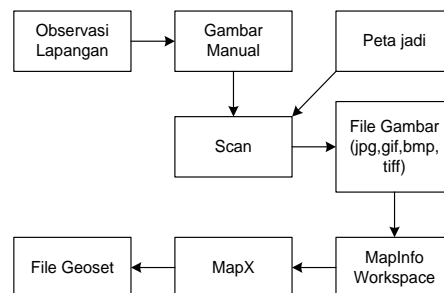 Observasi
Lapangan
Gambar
Manual
Peta jadi
Scan
File Gambar
(jpg,gif,bmp,
tiff)
File Geoset
MapX
MapInfo
Workspace